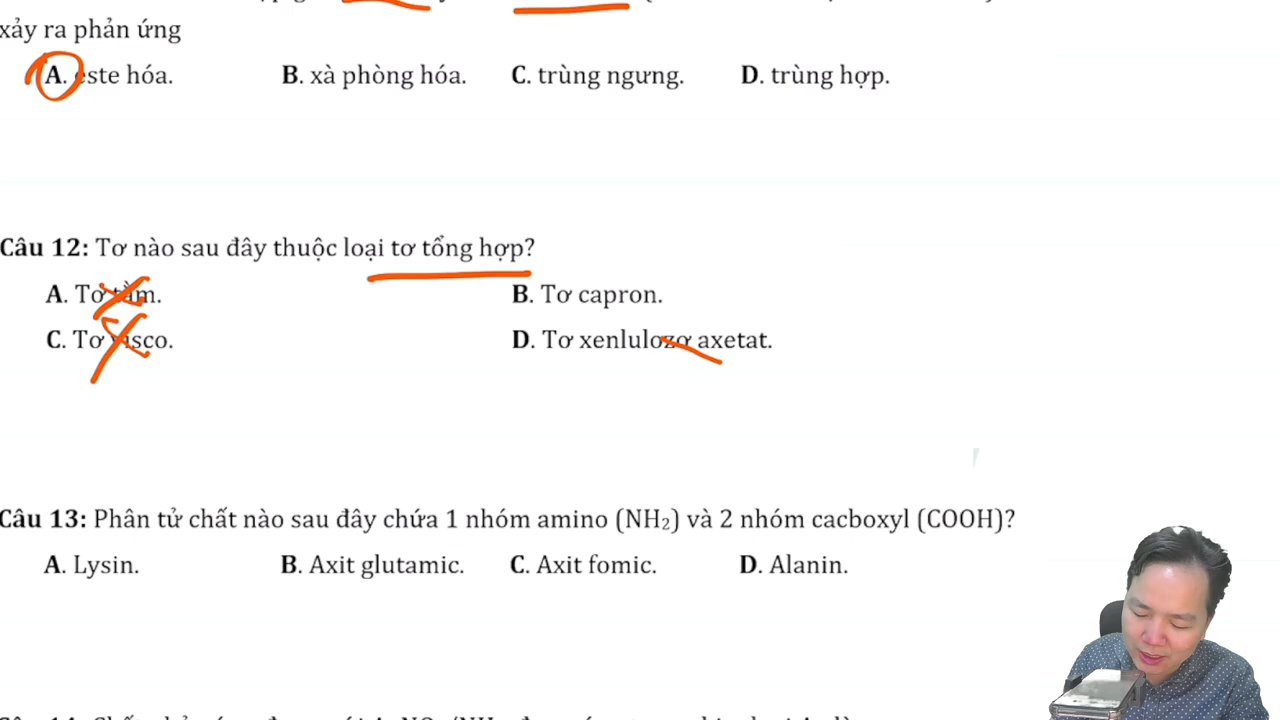 xảy ra phản ứng
A. este hóa. B. xà phòng hóa. C. trùng ngưng. D. trùng hợp.
Câu 12: Tơ nào sau đây thuộc loại tơ tổng hợp?
A. Tơ tằm. B. Tơ capron.
C. Tơ visco. D. Tơ xenlulozơ axetat.
Câu 13: Phân tử chất nào sau đây chứa 1 nhóm amino (NH₂) và 2 nhóm cacboxyl (COOH)?
A. Lysin. B. Axit glutamic. C. Axit fomic. D. Alanin.